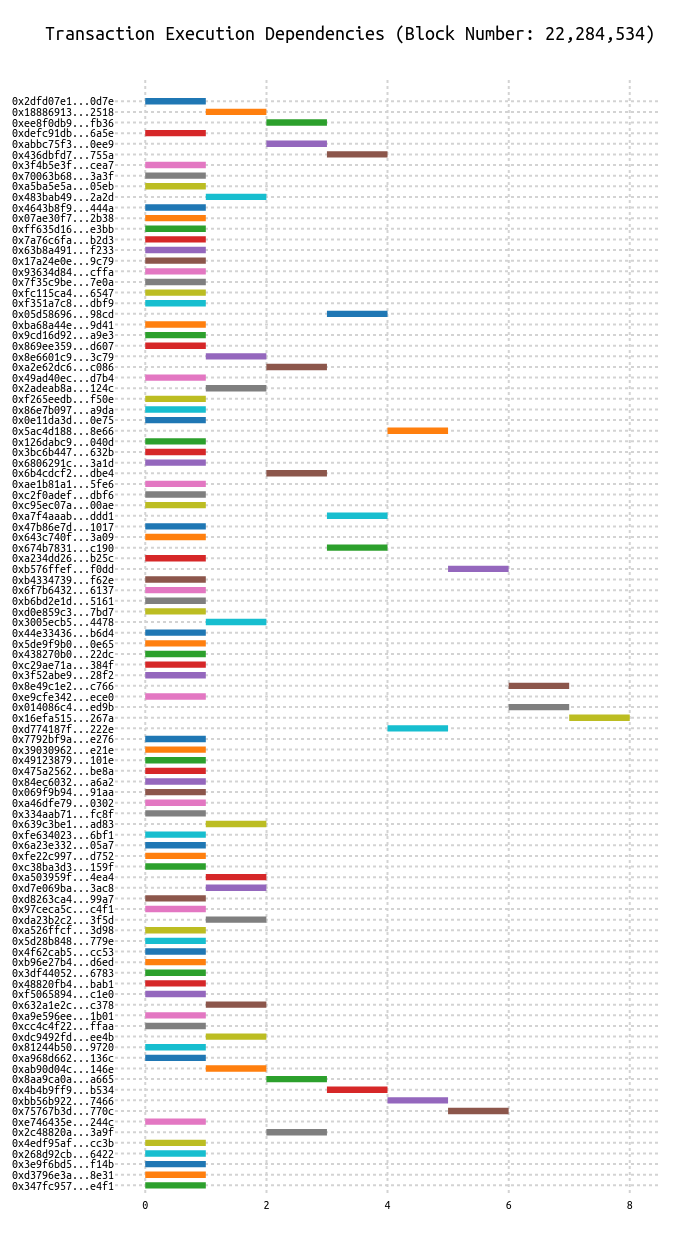 Transaction Execution Dependencies (Block Number: 22,284,534)
0x2dfd07e1...0d7e
0x18886913...2518
0xee8f0db9...fb36
0xdefc91db...6a5e
0xabbc75f3...0ee9
0x436dbfd7...755a
0x3f4b5e3f...cea7
0x70063b68...3a3f
0xa5ba5e5a...05eb
0x483bab49...2a2d
0x4643b8f9...444a
0x07ae30f7...2b38
0xff635d16...e3bb
0x7a76c6fa...b2d3
0x63b8a491...f233
0x17a24e0e...9c79
0x93634d84...cffa
0x7f35c9be...7e0a
0xfc115ca4...6547
0xf351a7c8...dbf9
0x05d58696...98cd
0xba68a44e...9d41
0x9cd16d92...a9e3
0x869ee359...d607
0x8e6601c9...3c79
0xa2e62dc6...c086
0x49ad40ec...d7b4
0x2adeab8a...124c
0xf265eedb...f50e
0x86e7b097...a9da
0x0e11da3d...0e75
0x5ac4d188...8e66
0x126dabc9...040d
0x3bc6b447...632b
0x6806291c...3a1d
0x6b4cdcf2...dbe4
0xae1b81a1...5fe6
0xc2f0adef...dbf6
0xc95ec07a...00ae
0xa7f4aaab...ddd1
0x47b86e7d...1017
0x643c740f...3a09
0x674b7831...c190
0xa234dd26...b25c
0xb576ffef...f0dd
0xb4334739...f62e
0x6f7b6432...6137
0xb6bd2e1d...5161
0xd0e859c3...7bd7
0x3005ecb5...4478
0x44e33436...b6d4
0x5de9f9b0...0e65
0x438270b0...22dc
0xc29ae71a...384f
0x3f52abe9...28f2
0x8e49c1e2...c766
0xe9cfe342...ece0
0x014086c4...ed9b
0x16efa515...267a
0xd774187f...222e
0x7792bf9a...e276
0x39030962...e21e
0x49123879...101e
0x475a2562...be8a
0x84ec6032...a6a2
0x069f9b94...91aa
0xa46dfe79...0302
0x334aab71...fc8f
0x639c3be1...ad83
0xfe634023...6bf1
0x6a23e332...05a7
0xfe22c997...d752
0xc38ba3d3...159f
0xa503959f...4ea4
0xd7e069ba...3ac8
0xd8263ca4...99a7
0x97ceca5c...c4f1
0xda23b2c2...3f5d
0xa526ffcf...3d98
0x5d28b848...779e
0x4f62cab5...cc53
0xb96e27b4...d6ed
0x3df44052...6783
0x48820fb4...bab1
0xf5065894...c1e0
0x632a1e2c...c378
0xa9e596ee...1b01
0xcc4c4f22...ffaa
0xdc9492fd...ee4b
0x81244b50...9720
0xa968d662...136c
0xab90d04c...146e
0x8aa9ca0a...a665
0x4b4b9ff9...b534
0xbb56b922...7466
0x75767b3d...770c
0xe746435e...244c
0x2c48820a...3a9f
0x4edf95af...cc3b
0x268d92cb...6422
0x3e9f6bd5...f14b
0xd3796e3a...8e31
0x347fc957...e4f1
0 2 4 6 8